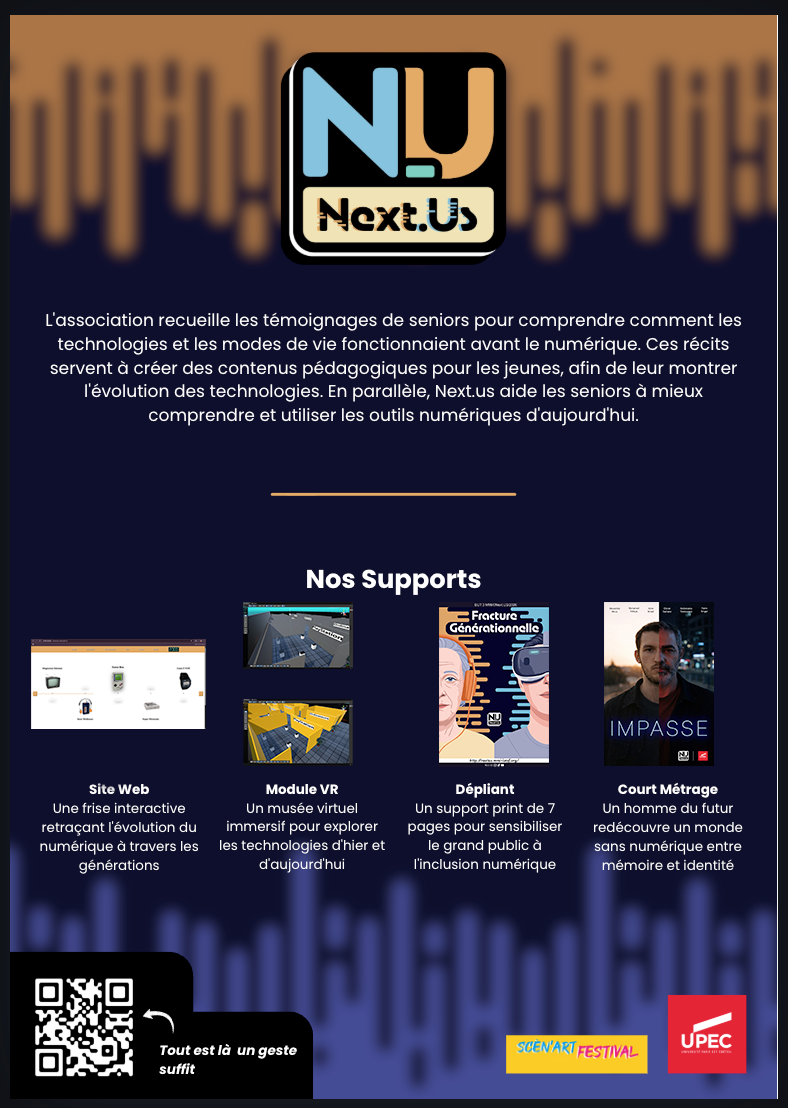 NU
Next.Us
L'association recueille les témoignages de seniors pour comprendre comment les
technologies et les modes de vie fonctionnaient avant le numérique. Ces récits
servent à créer des contenus pédagogiques pour les jeunes, afin de leur montrer
l'évolution des technologies. En parallèle, Next.us aide les seniors à mieux
comprendre et utiliser les outils numériques d'aujourd'hui.
Nos Supports
Fracture
Générationnelle
NU
IMPASSE
NU
Site Web
Une frise interactive
retraçant l'évolution du
numérique à travers les
générations
Module VR
Un musée virtuel
immersif pour explorer
les technologies d'hier et
d'aujourd'hui
Dépliant
Un support print de 7
pages pour sensibiliser
le grand public à
l'inclusion numérique
Court Métrage
Un homme du futur
redécouvre un monde
sans numérique entre
mémoire et identité
Tout est là un geste
suffit
SCÈN'ART FESTIVAL
UPEC